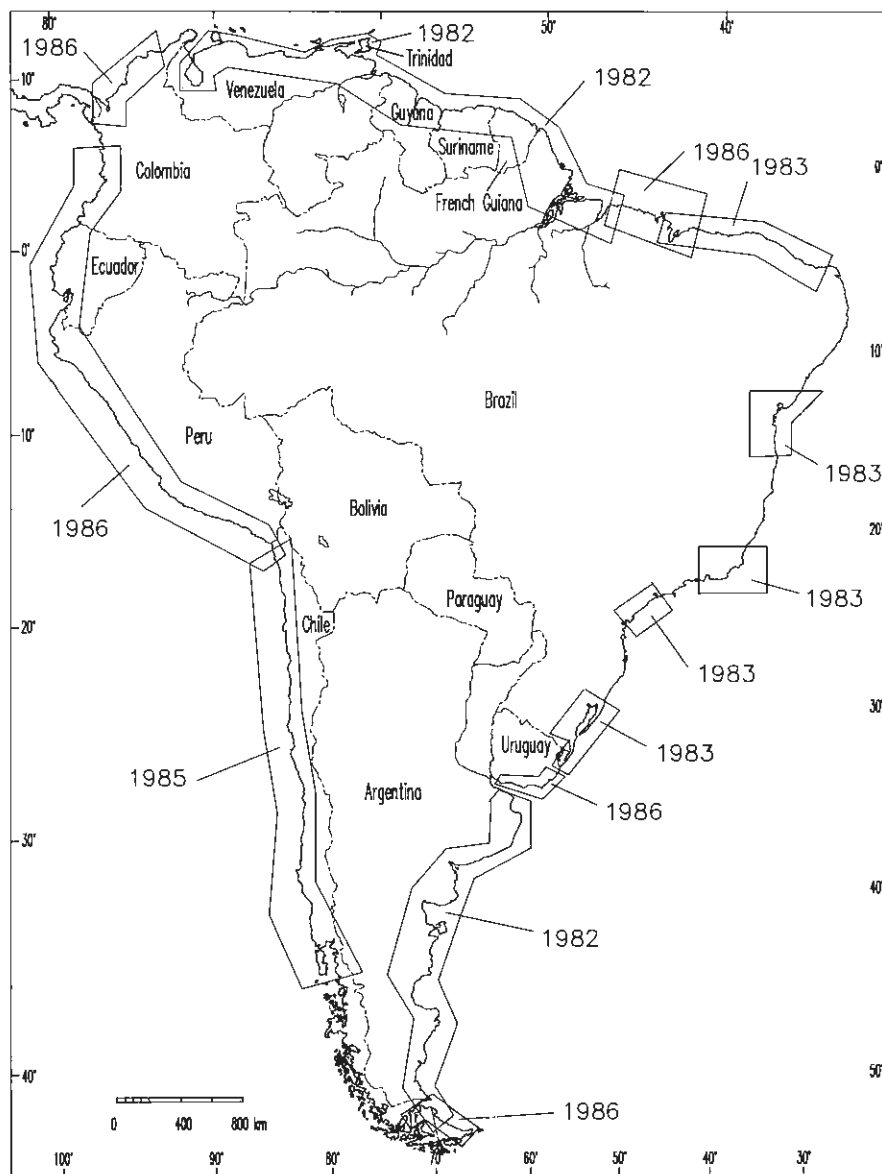 80° 50° 40°
1982
1986
Trinidad
1982
10°
Venezuela
Guyana
Suriname
1986
1983
Colombia
0°
French Guiana
0°
Ecuador
10°
Brazil
10°
Peru
1983
1986
Bolivia
20°
1983
Paraguay
Chile
20°
1983
30°
Uruguay
1983
1985
Argentina
1986
30°
40°
1982
40°
50°
0 400 800 km
1986
100° 90° 80° 70° 60° 50° 40° 30°